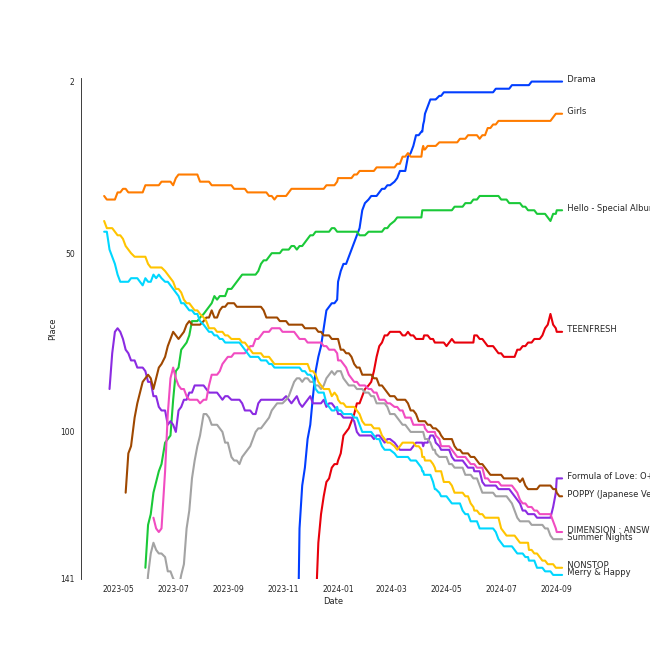 2
50
100
141
Place
2023-05
2023-07
2023-09
2023-11
2024-01
2024-03
2024-05
2024-07
2024-09
Date
Drama
Girls
Hello - Special Albu
TEENFRESH
Formula of Love: O+
POPPY (Japanese Ve
DIMENSION : ANSW
Summer Nights
NONSTOP
Merry & Happy